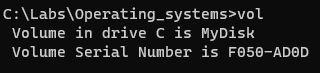 C:\Labs\Operating_systems>vol
Volume in drive C is MyDisk
Volume Serial Number is F050-AD0D